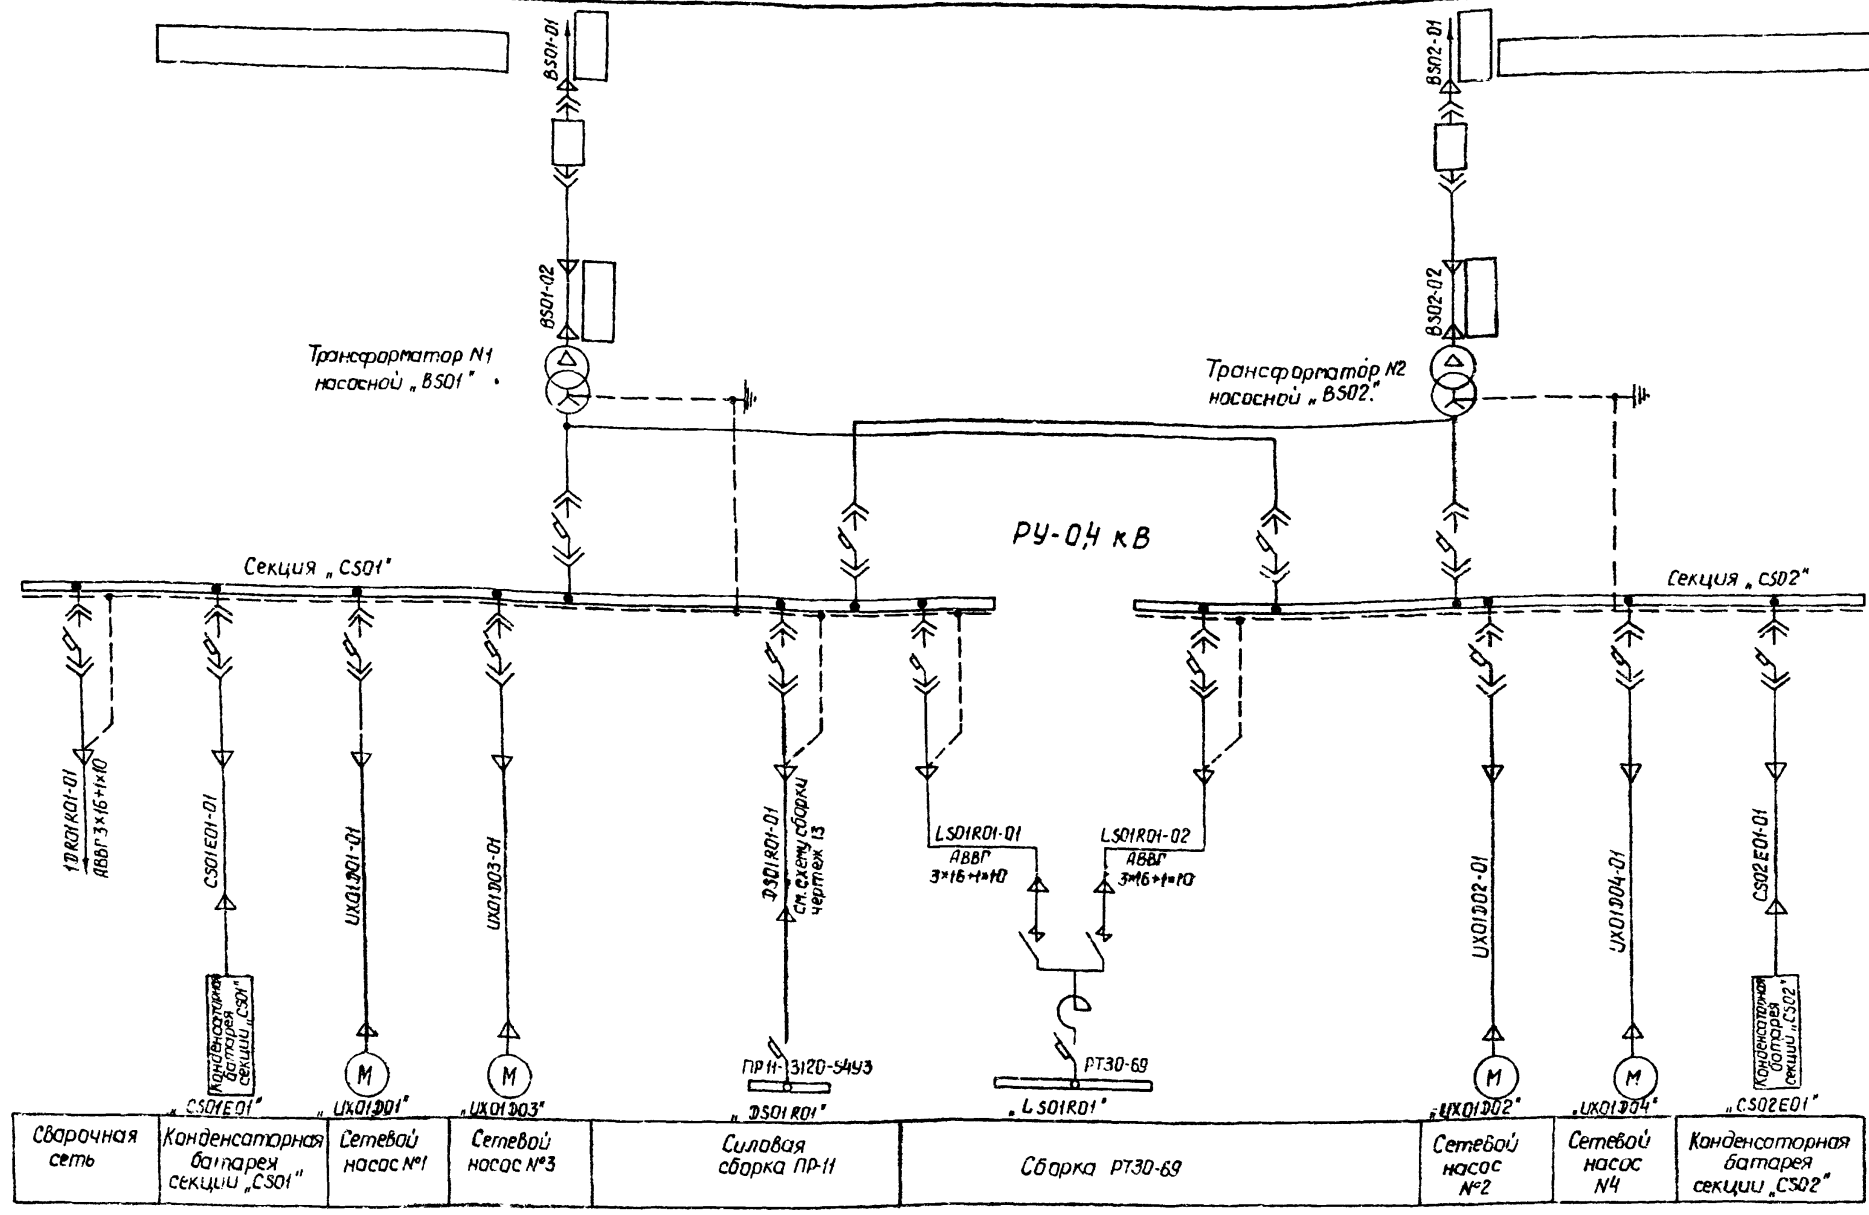 BS01-01
BS02-01
BS01-02
BS02-02
Трансформатор N1
насосной „BS01"
Трансформатор N2
насосной „BS02"
РУ-0,4 кВ
Секция „CS01"
Секция „CS02"
1DR01R01-01
АВВГ 3×16+1×10
CS01E01-01
UX01D01-01
UX01D03-01
DS01R01-01
см. схему сборки
чертеж 13
LS01R01-01
АВВГ
3×16+1×10
LS01R01-02
АВВГ
3×16+1×10
UX01D02-01
UX01D04-01
CS02E01-01
Конденсаторная
батарея
секции „CS01"
М
М
ПР11-3120-54У3
РТ30-69
М
М
Конденсаторная
батарея
секции „CS02"
„CS01E01"
„UX01D01"
„UX01D03"
„DS01R01"
„LS01R01"
„UX01D02"
„UX01D04"
„CS02E01"
Сварочная
сеть
Конденсаторная
батарея
секции „CS01"
Сетевой
насос №1
Сетевой
насос №3
Силовая
сборка ПР-11
Сборка РТ30-69
Сетевой
насос
№2
Сетевой
насос
N4
Конденсаторная
батарея
секции „CS02"